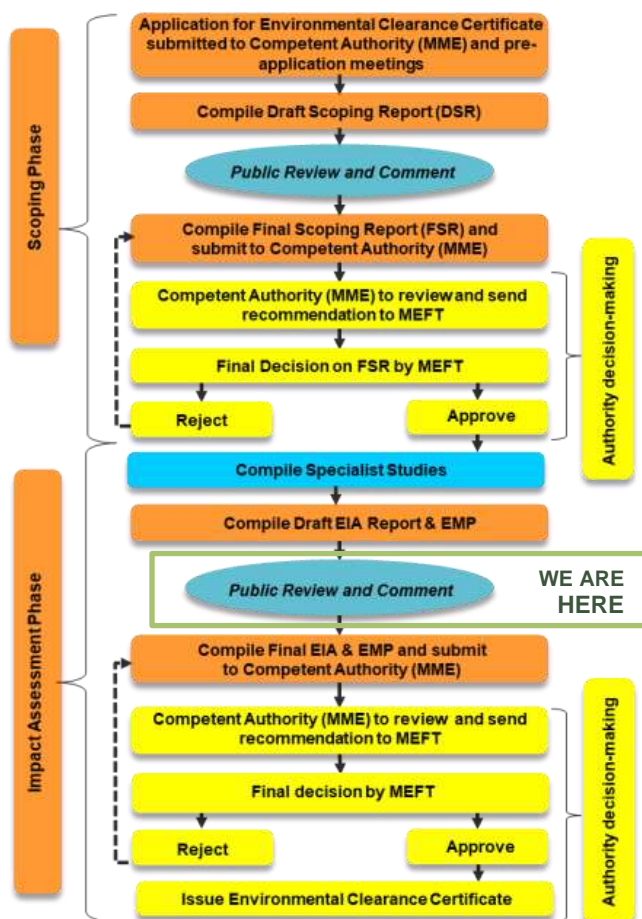 Application for Environmental Clearance Certificate
submitted to Competent Authority (MME) and pre-
application meetings
Compile Draft Scoping Report (DSR)
Public Review and Comment
Scoping Phase
Compile Final Scoping Report (FSR) and
submit to Competent Authority (MME)
Competent Authority (MME) to review and send
recommendation to MEFT
Final Decision on FSR by MEFT
Reject
Approve
Authority decision-making
Compile Specialist Studies
Compile Draft EIA Report & EMP
Public Review and Comment
WE ARE
HERE
Impact Assessment Phase
Compile Final EIA & EMP and submit
to Competent Authority (MME)
Competent Authority (MME) to review and send
recommendation to MEFT
Final decision by MEFT
Reject
Approve
Authority decision-making
Issue Environmental Clearance Certificate